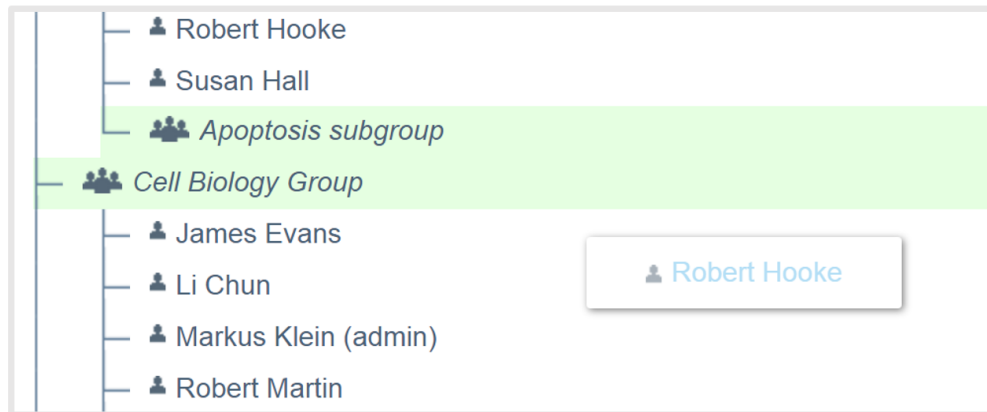 Robert Hooke
Susan Hall
Apoptosis subgroup
Cell Biology Group
James Evans
Robert Hooke
Li Chun
Markus Klein (admin)
Robert Martin